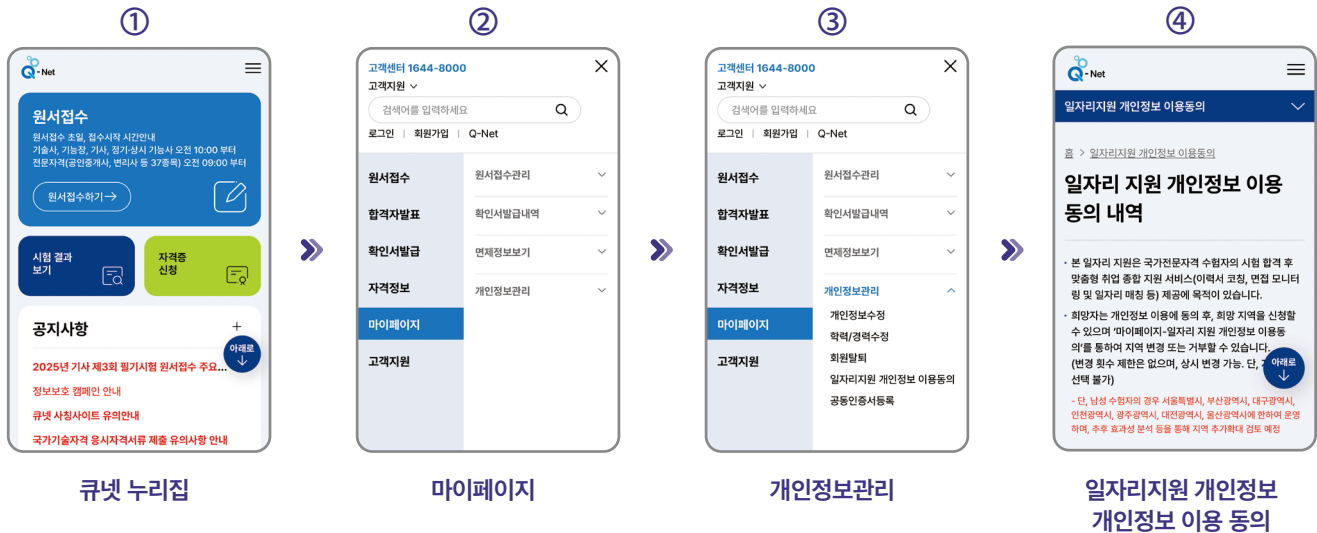 ①
Q-Net
원서접수
원서접수 초일, 접수시작 시간안내
기술사, 기능장, 기사, 정기·상시 기능사 오전 10:00 부터
전문자격(공인중개사, 변리사 등 37종목) 오전 09:00 부터
원서접수하기→
시험 결과
보기
자격증
신청
공지사항
+
아래로
2025년 기사 제3회 필기시험 원서접수 주요...
정보보호 캠페인 안내
큐넷 사칭사이트 유의안내
국가기술자격 응시자격서류 제출 유의사항 안내
큐넷 누리집
②
고객센터 1644-8000
고객지원
검색어를 입력하세요
로그인 | 회원가입 | Q-Net
원서접수
합격자발표
확인서발급
자격정보
마이페이지
고객지원
원서접수관리
확인서발급내역
면제정보보기
개인정보관리
마이페이지
③
고객센터 1644-8000
고객지원
검색어를 입력하세요
로그인 | 회원가입 | Q-Net
원서접수
합격자발표
확인서발급
자격정보
마이페이지
고객지원
원서접수관리
확인서발급내역
면제정보보기
개인정보관리
개인정보수정
학력/경력수정
회원탈퇴
일자리지원 개인정보 이용동의
공동인증서등록
개인정보관리
④
Q-Net
일자리지원 개인정보 이용동의
홈 > 일자리지원 개인정보 이용동의
일자리 지원 개인정보 이용
동의 내역
· 본 일자리 지원은 국가전문자격 수험자의 시험 합격 후
맞춤형 취업 종합 지원 서비스(이력서 코칭, 면접 모니터
링 및 일자리 매칭 등) 제공에 목적이 있습니다.
· 희망자는 개인정보 이용에 동의 후, 희망 지역을 신청할
수 있으며 '마이페이지-일자리 지원 개인정보 이용동
의'를 통하여 지역 변경 또는 거부할 수 있습니다.
(변경 횟수 제한은 없으며, 상시 변경 가능. 단,
선택 불가)
아래로
- 단, 남성 수험자의 경우 서울특별시, 부산광역시, 대구광역시,
인천광역시, 광주광역시, 대전광역시, 울산광역시에 한하여 운영
하며, 추후 효과성 분석 등을 통해 지역 추가확대 검토 예정
일자리지원 개인정보
개인정보 이용 동의